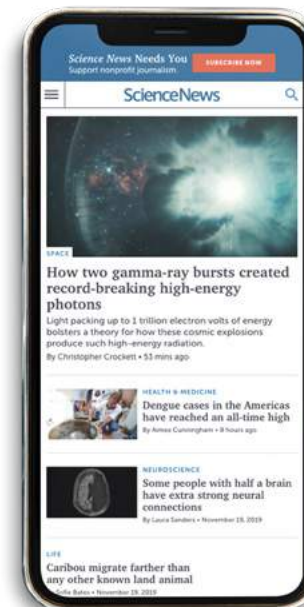 Science News Needs You
Support nonprofit journalism.
SUBSCRIBE NOW
ScienceNews
SPACE
How two gamma-ray bursts created
record-breaking high-energy
photons
Light packing up to 1 trillion electron volts of energy
bolsters a theory for how these cosmic explosions
produce such high-energy radiation.
By Christopher Crockett • 53 mins ago
HEALTH & MEDICINE
Dengue cases in the Americas
have reached an all-time high
By Aimee Cunningham • 8 hours ago
NEUROSCIENCE
Some people with half a brain
have extra strong neural
connections
By Laura Sanders • November 19, 2019
LIFE
Caribou migrate farther than
any other known land animal
Sofie Bates • November 19, 2019